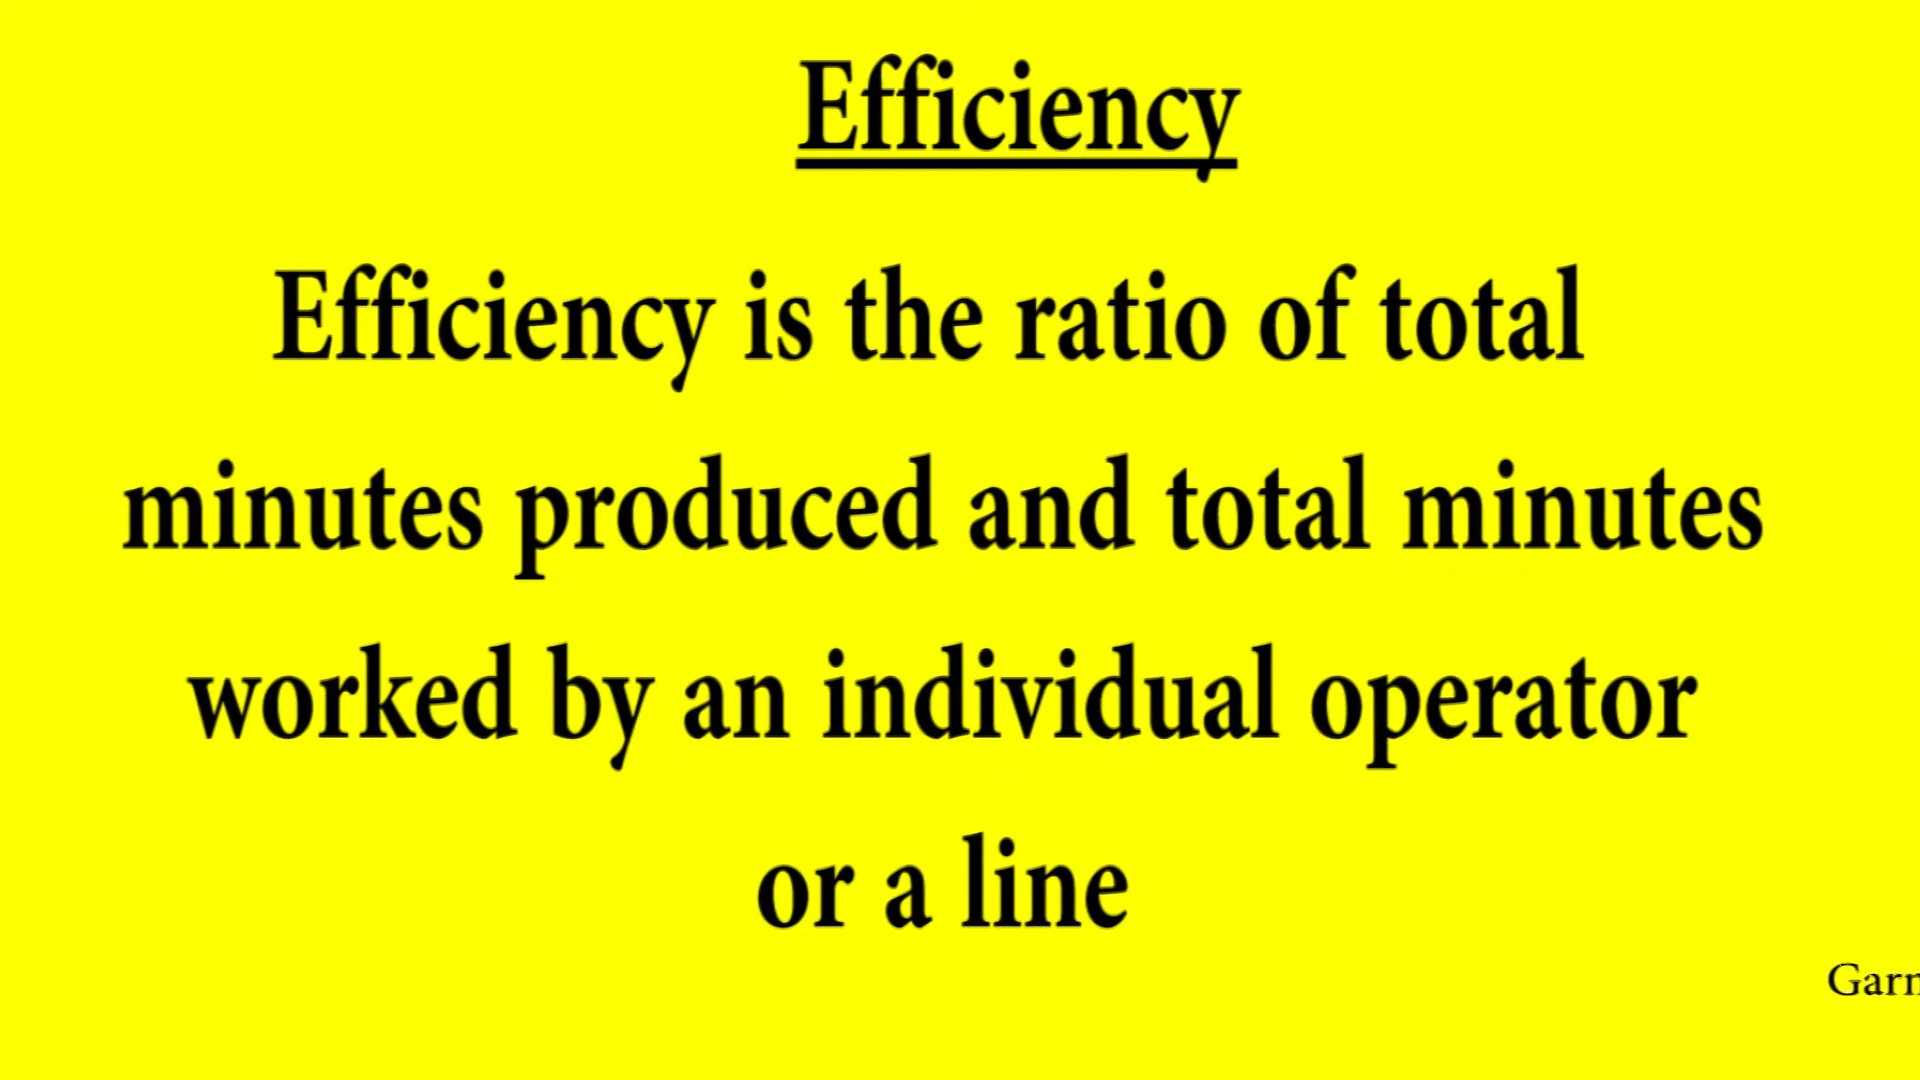 Efficiency
Efficiency is the ratio of total
minutes produced and total minutes
worked by an individual operator
or a line